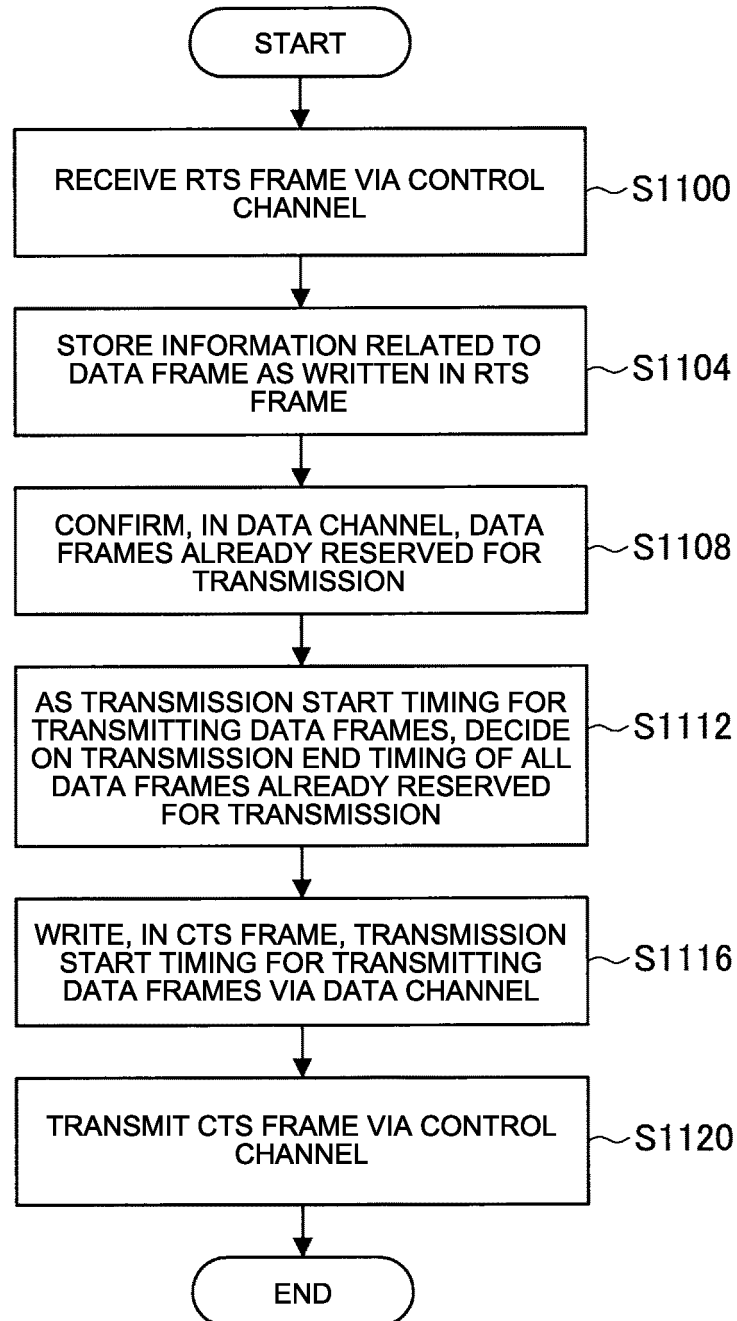 START
RECEIVE RTS FRAME VIA CONTROL
CHANNEL
S1100
STORE INFORMATION RELATED TO
DATA FRAME AS WRITTEN IN RTS
FRAME
S1104
CONFIRM, IN DATA CHANNEL, DATA
FRAMES ALREADY RESERVED FOR
TRANSMISSION
S1108
AS TRANSMISSION START TIMING FOR
TRANSMITTING DATA FRAMES, DECIDE
ON TRANSMISSION END TIMING OF ALL
DATA FRAMES ALREADY RESERVED
FOR TRANSMISSION
S1112
WRITE, IN CTS FRAME, TRANSMISSION
START TIMING FOR TRANSMITTING
DATA FRAMES VIA DATA CHANNEL
S1116
TRANSMIT CTS FRAME VIA CONTROL
CHANNEL
S1120
END